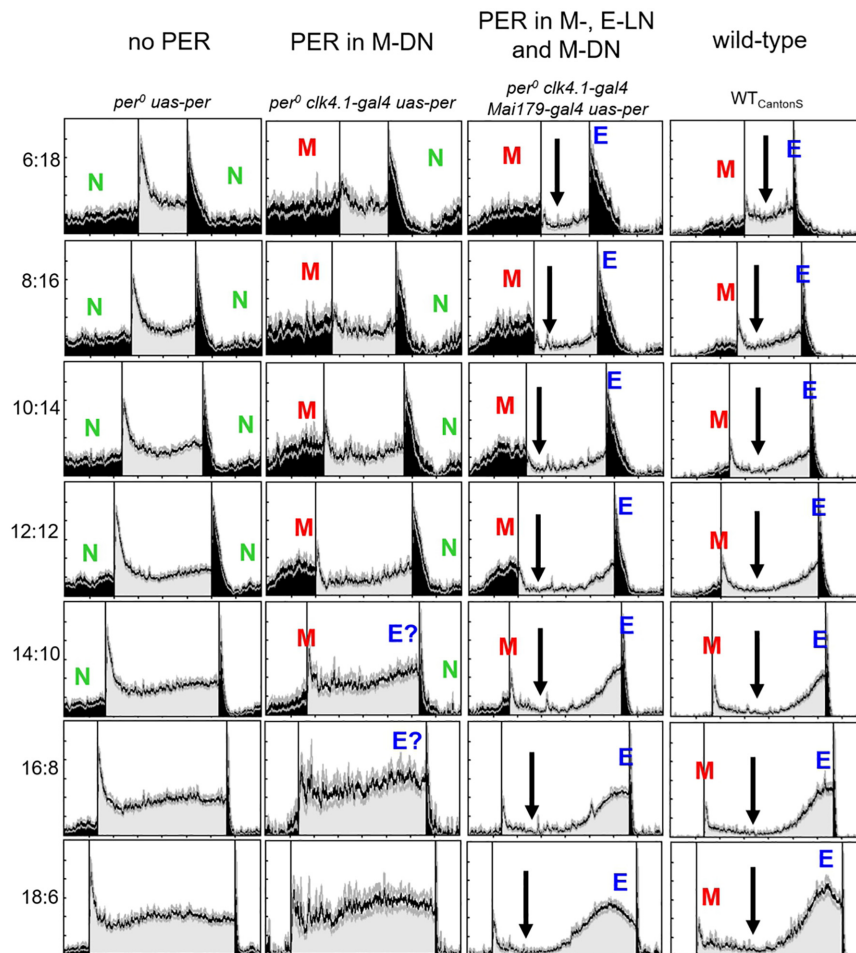 no PER
PER in M-DN
PER in M-, E-LN
and M-DN
wild-type
per⁰ uas-per
per⁰ clk4.1-gal4 uas-per
per⁰ clk4.1-gal4
Mai179-gal4 uas-per
WTCantonS
6:18
N
N
M
N
M
E
M
E
8:16
N
N
M
N
M
E
M
E
10:14
N
N
M
N
M
E
M
E
12:12
N
N
M
N
M
E
M
E
14:10
N
M
E?
N
M
E
M
E
16:8
E?
E
M
E
18:6
E
M
E